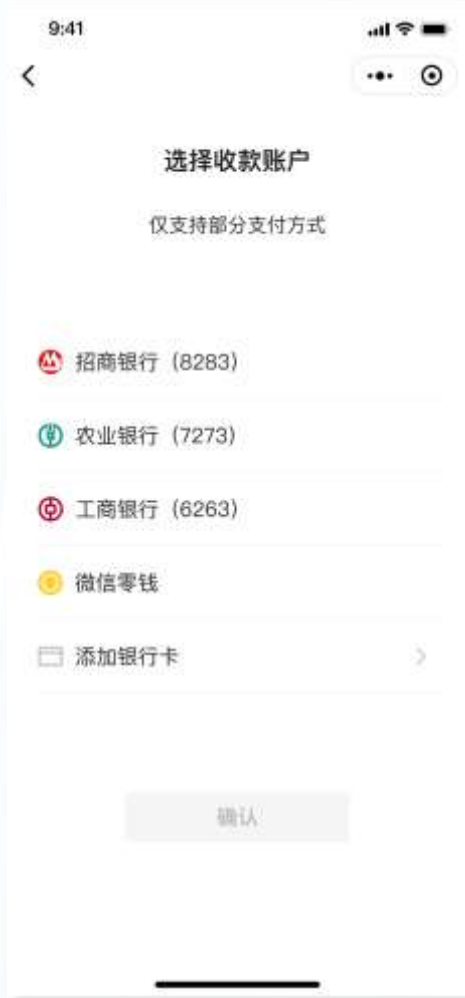 9:41
选择收款账户
仅支持部分支付方式
招商银行（8283）
农业银行（7273）
工商银行（6263）
微信零钱
添加银行卡
确认